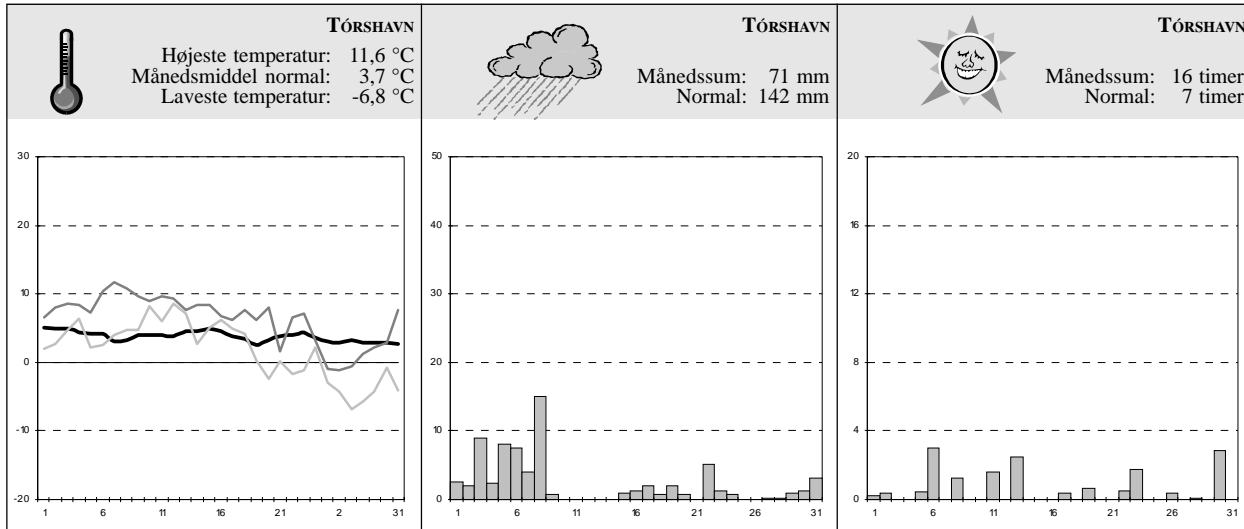 TÓRSHAVN
Højeste temperatur: 11,6 °C
Månedsmiddel normal: 3,7 °C
Laveste temperatur: -6,8 °C
30
20
10
0
-10
-20
1 6 11 16 21 2 31
TÓRSHAVN
Månedssum: 71 mm
Normal: 142 mm
50
40
30
20
10
0
1 6 11 16 21 26 31
TÓRSHAVN
Månedssum: 16 timer
Normal: 7 timer
20
16
12
8
4
0
1 6 11 16 21 26 31